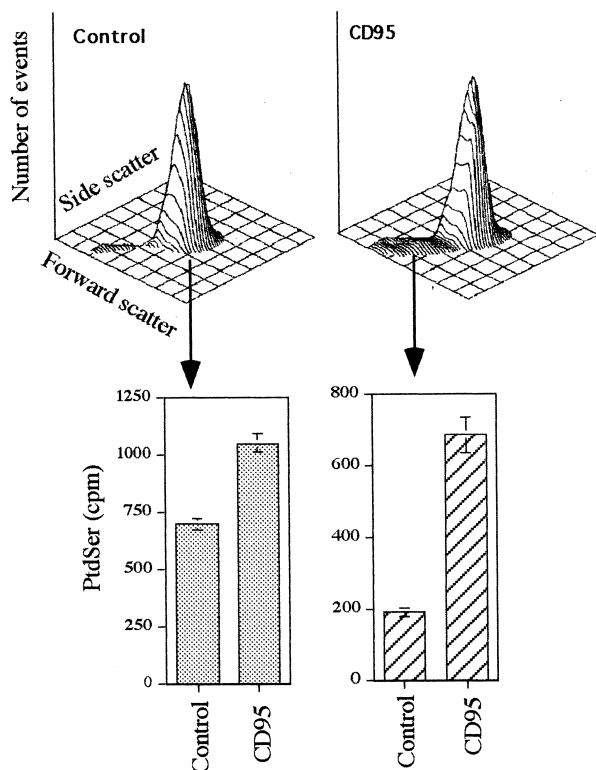 Control
CD95
Number of events
Side scatter
Forward scatter
PtdSer (cpm)
1250
1000
750
500
250
0
Control
CD95
800
600
400
200
0
Control
CD95